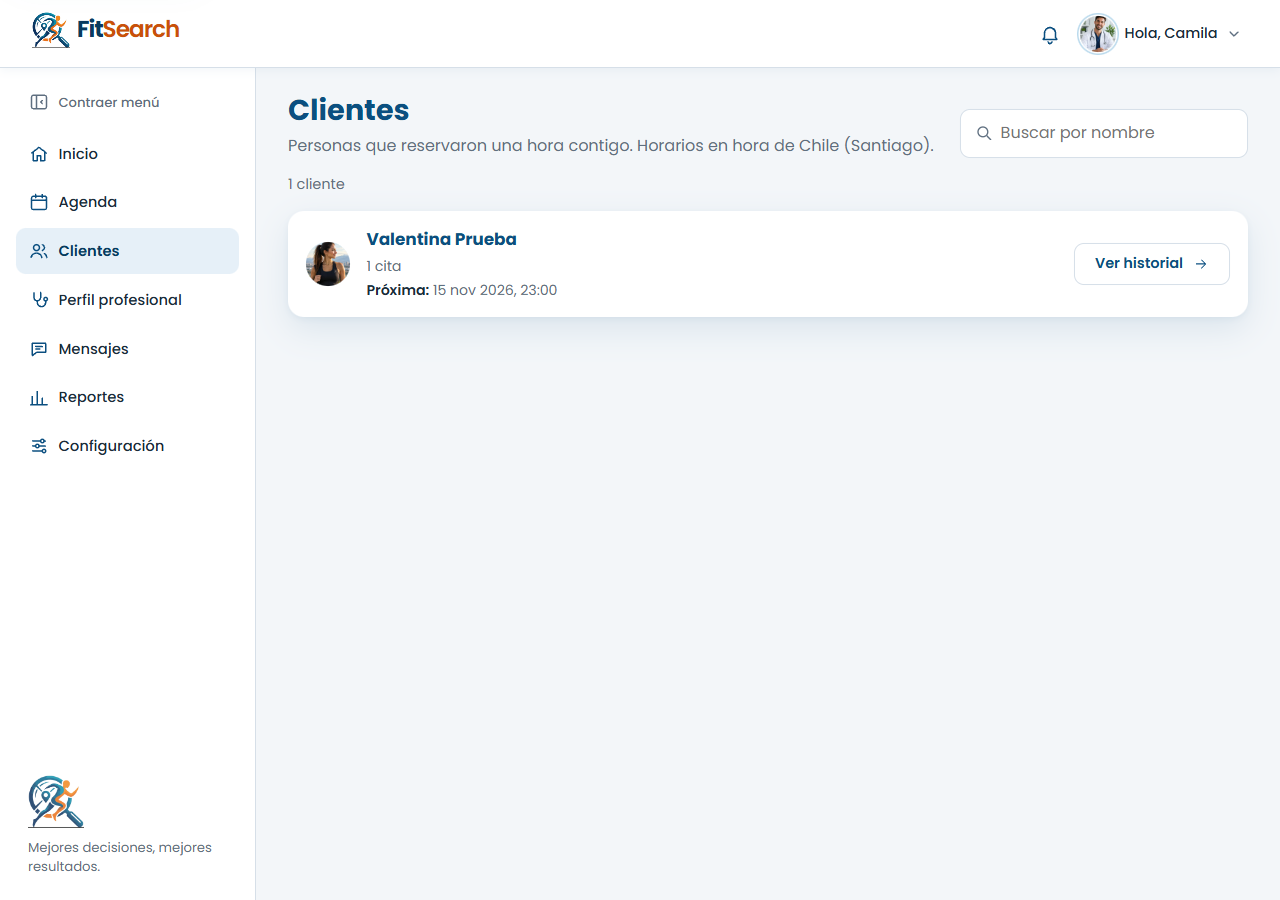 FitSearch
Hola, Camila
Contraer menú
Inicio
Agenda
Clientes
Perfil profesional
Mensajes
Reportes
Configuración
Mejores decisiones, mejores
resultados.
Clientes
Personas que reservaron una hora contigo. Horarios en hora de Chile (Santiago).
Buscar por nombre
1 cliente
Valentina Prueba
1 cita
Próxima: 15 nov 2026, 23:00
Ver historial